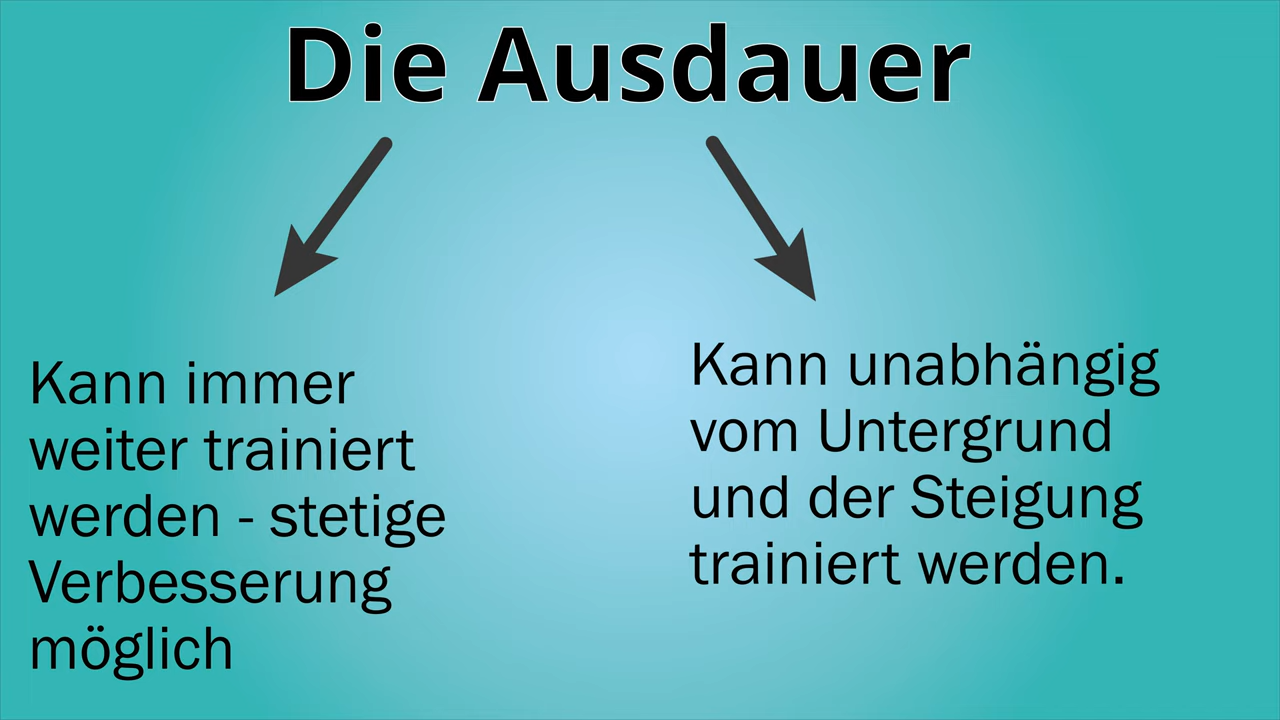 Die Ausdauer
Kann immer
weiter trainiert
werden - stetige
Verbesserung
möglich
Kann unabhängig
vom Untergrund
und der Steigung
trainiert werden.